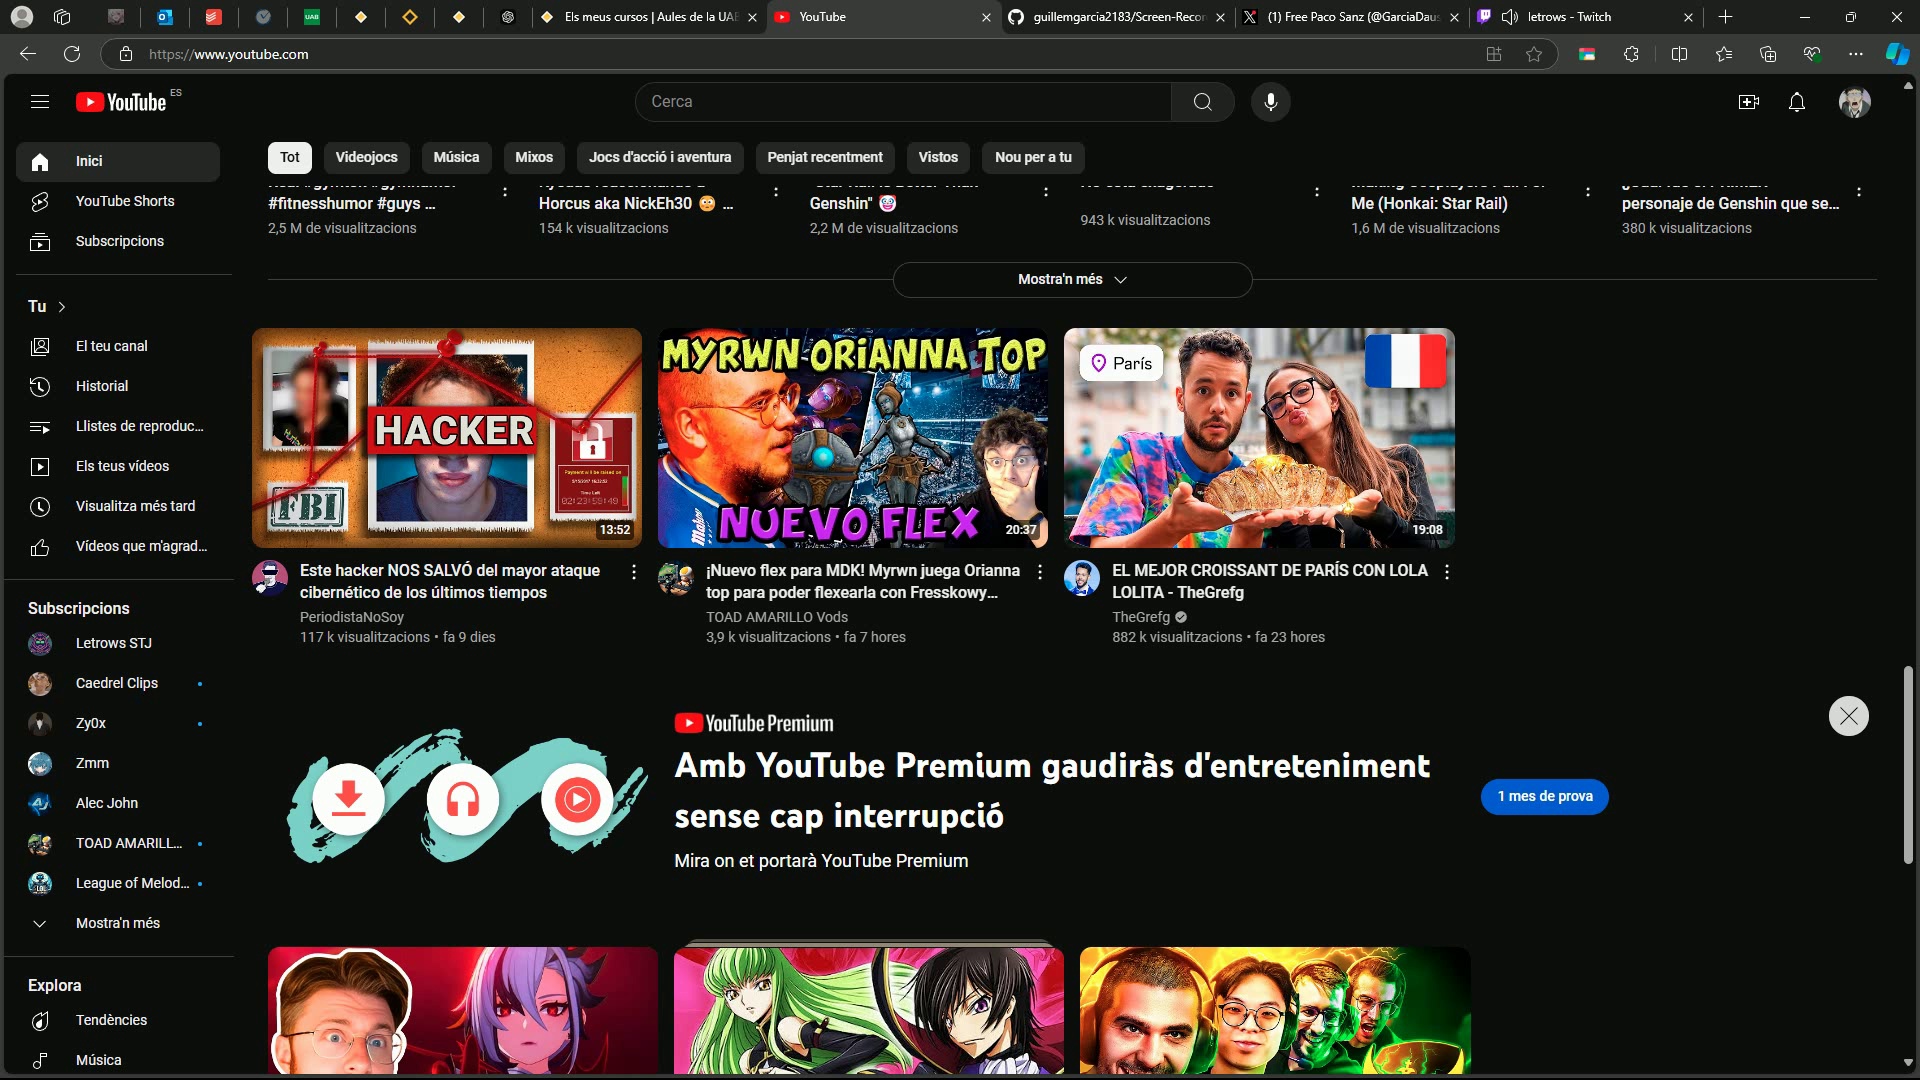 UAB
Els meus cursos | Aules de la UAB
YouTube
guillemgarcia2183/Screen-Recor
(1) Free Paco Sanz (@GarciaDaus
letrows - Twitch
https://www.youtube.com
YouTube ES
Cerca
Tot
Videojocs
Música
Mixos
Jocs d'acció i aventura
Penjat recentment
Vistos
Nou per a tu
Inici
YouTube Shorts
Subscripcions
Tu
El teu canal
Historial
Llistes de reproduc...
Els teus vídeos
Visualitza més tard
Vídeos que m'agrad...
Subscripcions
Letrows STJ
Caedrel Clips
Zy0x
Zmm
Alec John
TOAD AMARILL...
League of Melod...
Mostra'n més
Explora
Tendències
Música
#fitnesshumor #guys ...
2,5 M de visualitzacions
Horcus aka NickEh30 😳 ...
154 k visualitzacions
Genshin" 🤡
2,2 M de visualitzacions
943 k visualitzacions
Me (Honkai: Star Rail)
1,6 M de visualitzacions
personaje de Genshin que se...
380 k visualitzacions
Mostra'n més
HACKER
FBI
13:52
Este hacker NOS SALVÓ del mayor ataque
cibernético de los últimos tiempos
PeriodistaNoSoy
117 k visualitzacions • fa 9 dies
MYRWN ORIANNA TOP
NUEVO FLEX
20:37
¡Nuevo flex para MDK! Myrwn juega Orianna
top para poder flexearla con Fresskowy...
TOAD AMARILLO Vods
3,9 k visualitzacions • fa 7 hores
París
19:08
EL MEJOR CROISSANT DE PARÍS CON LOLA
LOLITA - TheGrefg
TheGrefg
882 k visualitzacions • fa 23 hores
YouTube Premium
Amb YouTube Premium gaudiràs d'entreteniment
sense cap interrupció
Mira on et portarà YouTube Premium
1 mes de prova